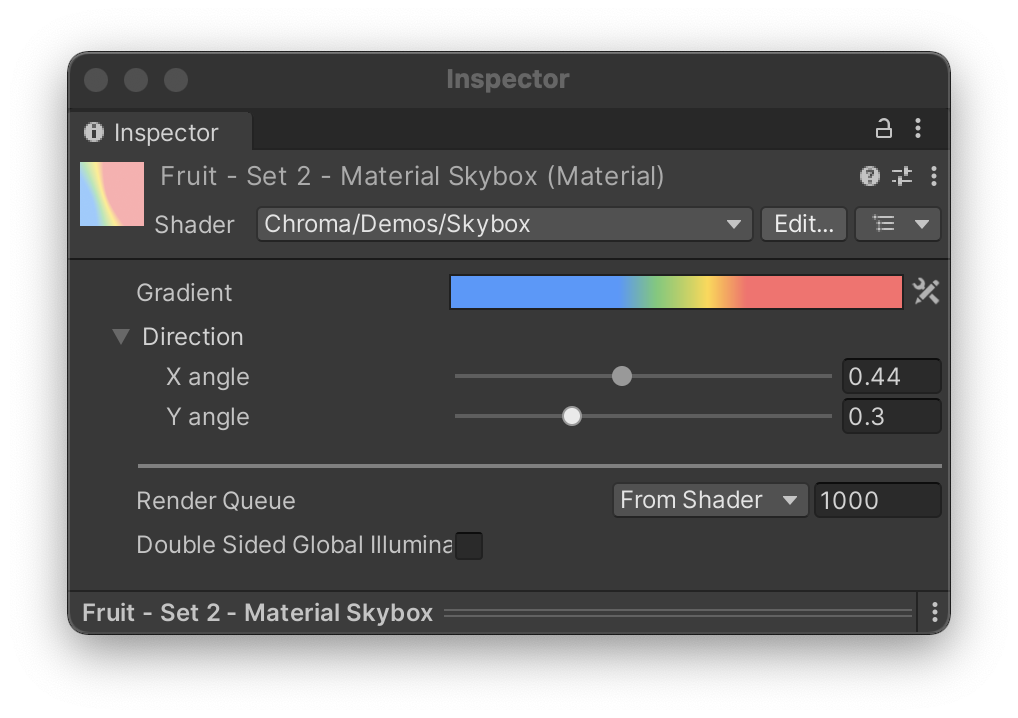 Inspector
Inspector
Fruit - Set 2 - Material Skybox (Material)
Shader Chroma/Demos/Skybox Edit...
Gradient
Direction
X angle 0.44
Y angle 0.3
Render Queue From Shader 1000
Double Sided Global Illumina
Fruit - Set 2 - Material Skybox